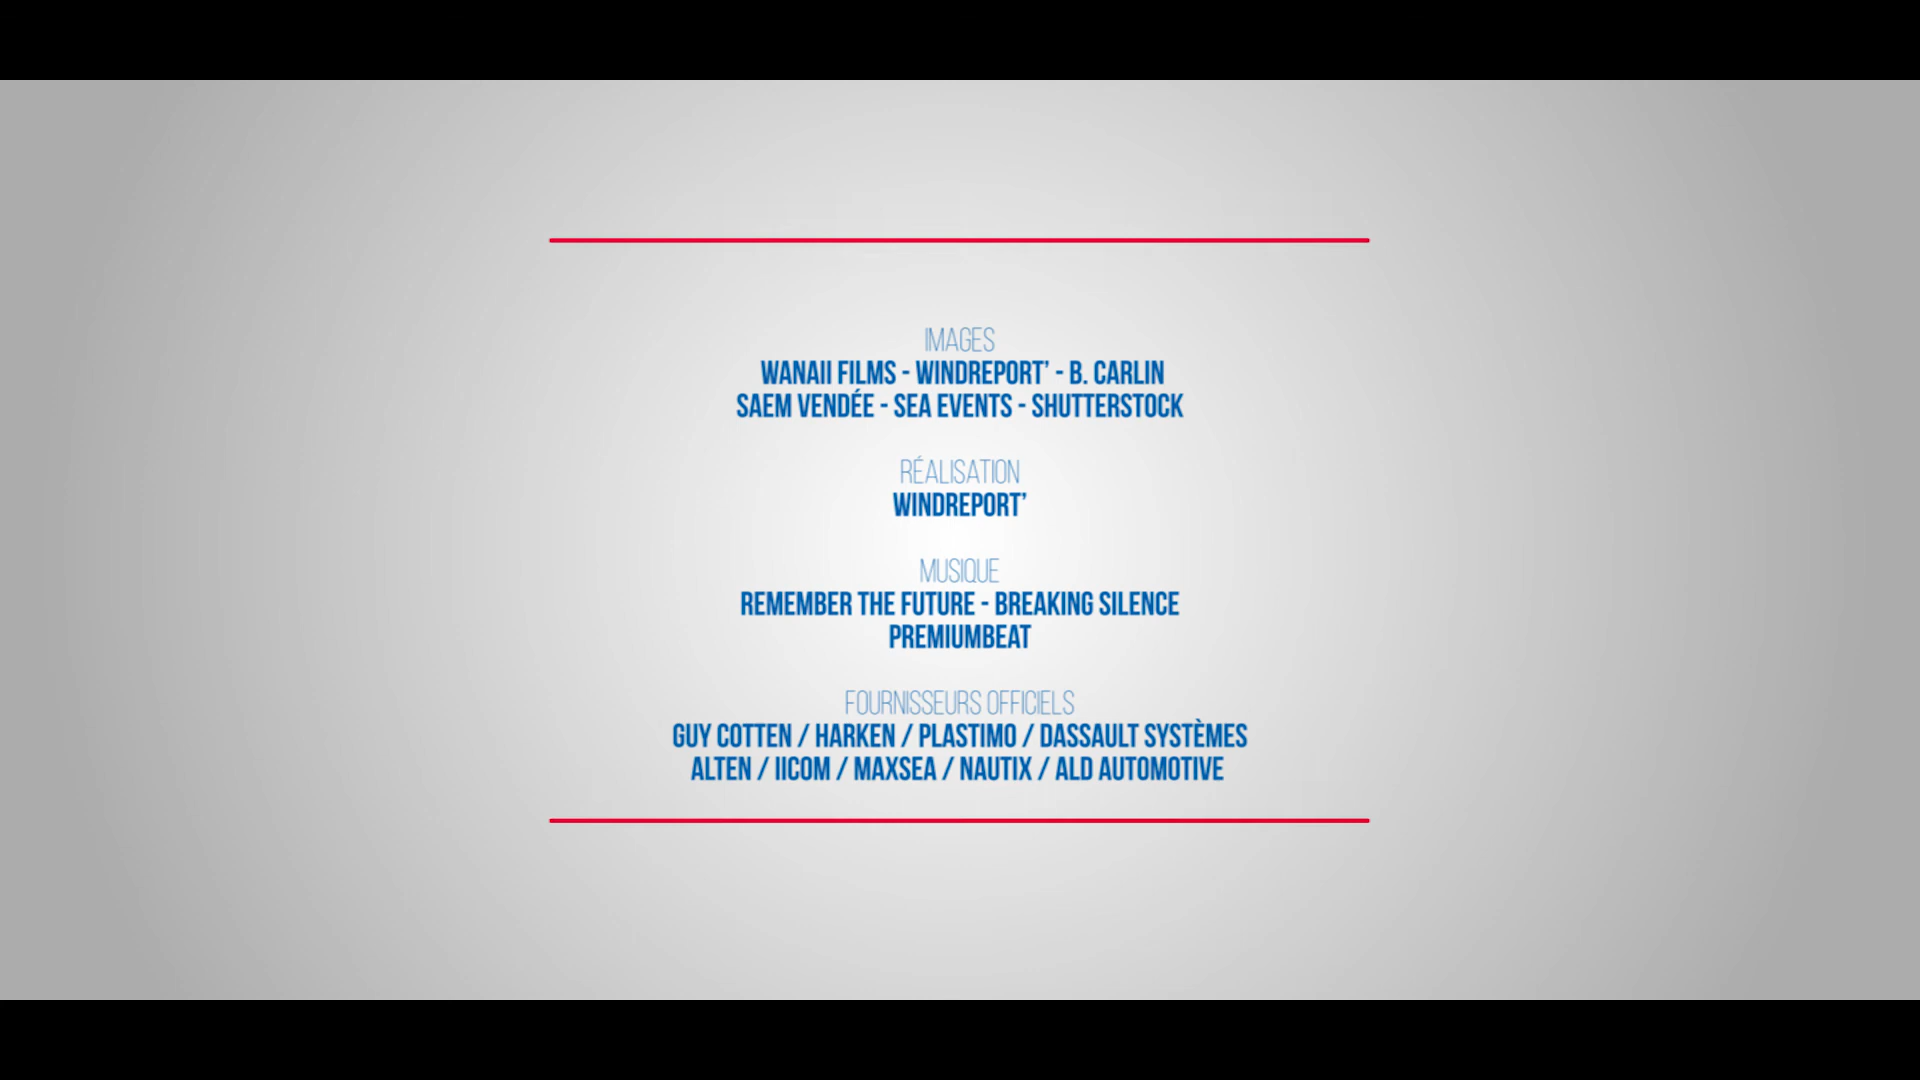 IMAGES
WANAII FILMS - WINDREPORT’ - B. CARLIN
SAEM VENDÉE - SEA EVENTS - SHUTTERSTOCK
RÉALISATION
WINDREPORT’
MUSIQUE
REMEMBER THE FUTURE - BREAKING SILENCE
PREMIUMBEAT
FOURNISSEURS OFFICIELS
GUY COTTEN / HARKEN / PLASTIMO / DASSAULT SYSTÈMES
ALTEN / IICOM / MAXSEA / NAUTIX / ALD AUTOMOTIVE